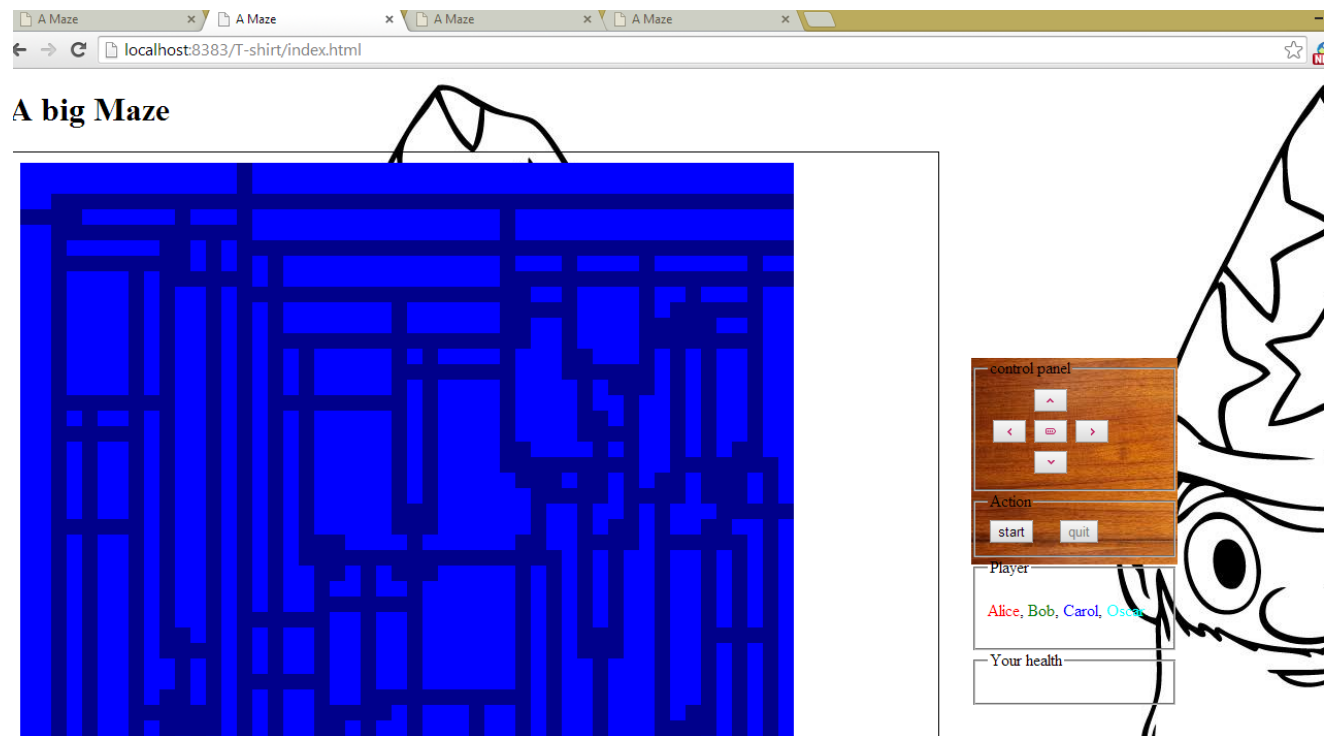 A Maze A Maze A Maze A Maze
localhost:8383/T-shirt/index.html
A big Maze
control panel
Action
start quit
Player
Alice, Bob, Carol, Oscar
Your health